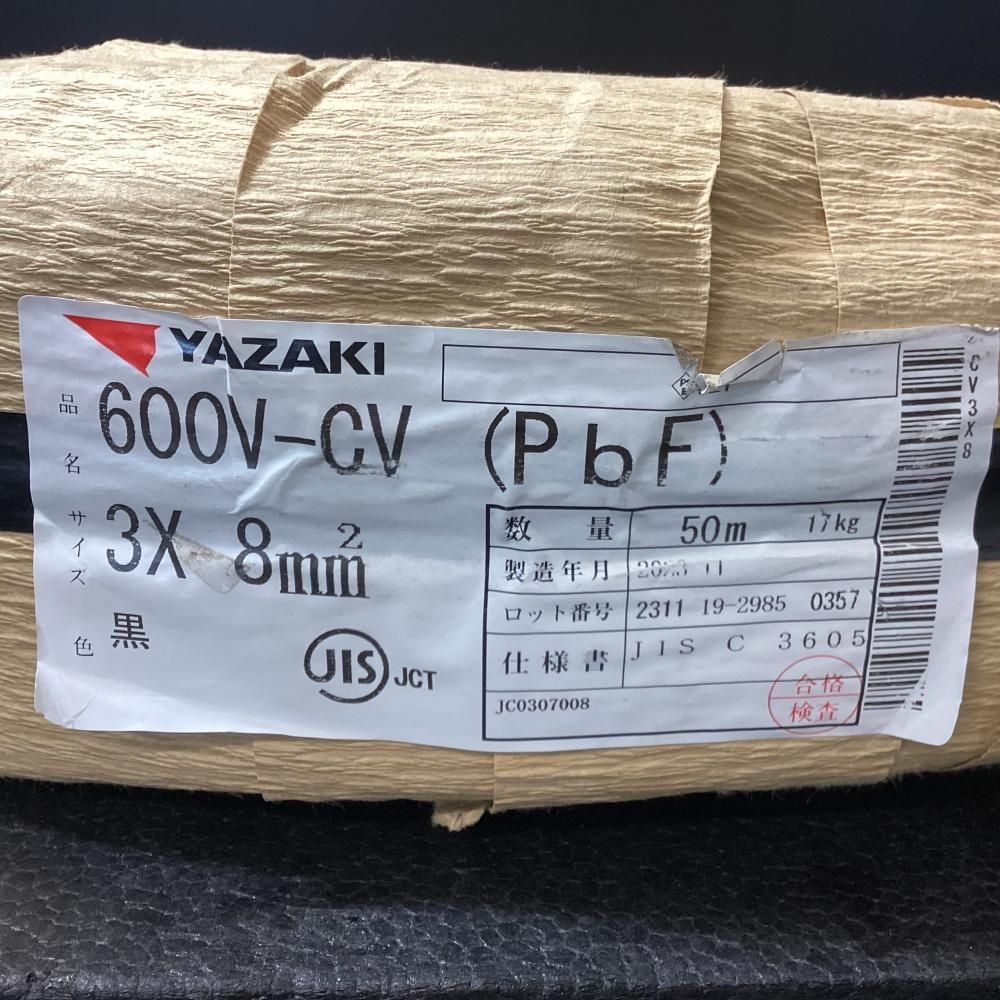 YAZAKI
品名 600V-CV (PbF)
サイズ 3X 8mm²
色 黒
JIS JCT
数量 50m 17kg
製造年月 2023 11
ロット番号 2311 19-2985 0357
仕様書 JIS C 3605
JC0307008
合格
検査
CV3X8